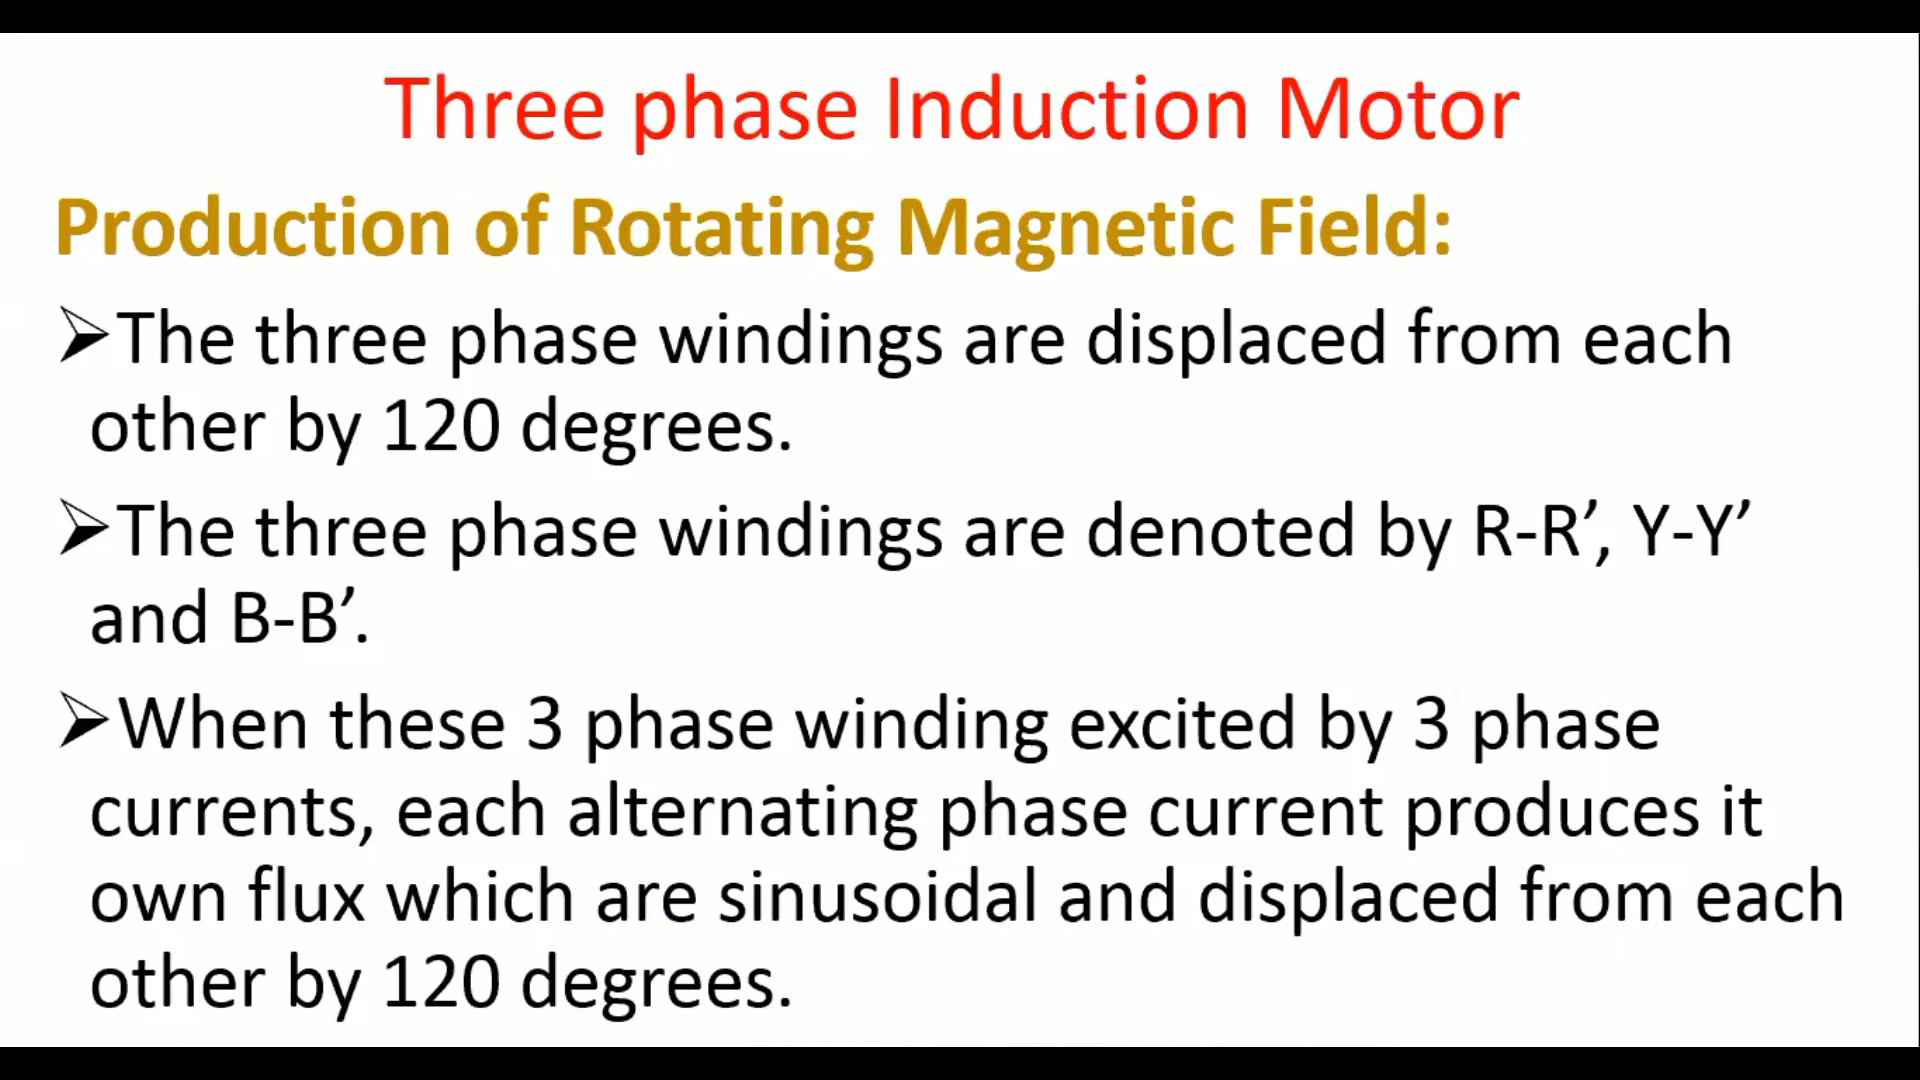 Three phase Induction Motor
Production of Rotating Magnetic Field:
➢The three phase windings are displaced from each
other by 120 degrees.
➢The three phase windings are denoted by R-R’, Y-Y’
and B-B’.
➢When these 3 phase winding excited by 3 phase
currents, each alternating phase current produces it
own flux which are sinusoidal and displaced from each
other by 120 degrees.